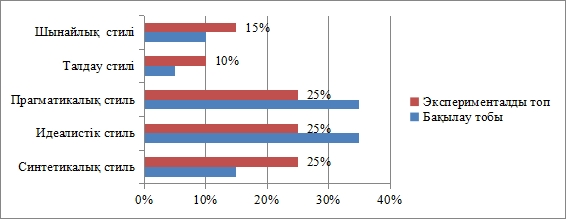 Шынайлық стилі
15%
Талдау стилі
10%
Прагматикалық стиль
25%
Идеалистік стиль
25%
Синтетикалық стиль
25%
0% 10% 20% 30% 40%
Эксперименталды топ
Бақылау тобы